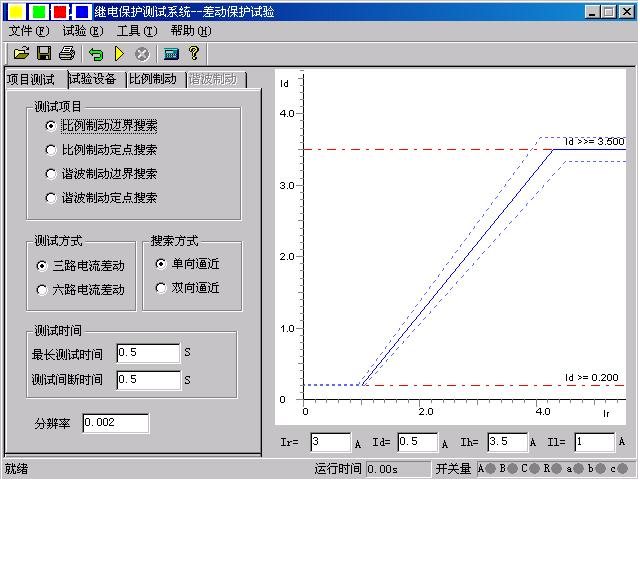 继电保护测试系统--差动保护试验
文件(F) 试验(E) 工具(T) 帮助(H)
项目测试 试验设备 比例制动 谐波制动
测试项目
比例制动边界搜索
比例制动定点搜索
谐波制动边界搜索
谐波制动定点搜索
测试方式
三路电流差动
六路电流差动
搜索方式
单向逼近
双向逼近
测试时间
最长测试时间 0.5 S
测试间断时间 0.5 S
分辨率 0.002
Id
4.0
Id >>= 3.500
3.0
2.0
1.0
Id >= 0.200
0
0 2.0 4.0 Ir
Ir= 3 A Id= 0.5 A Ih= 3.5 A Il= 1 A
就绪 运行时间 0.00s 开关量 A B C R a b c